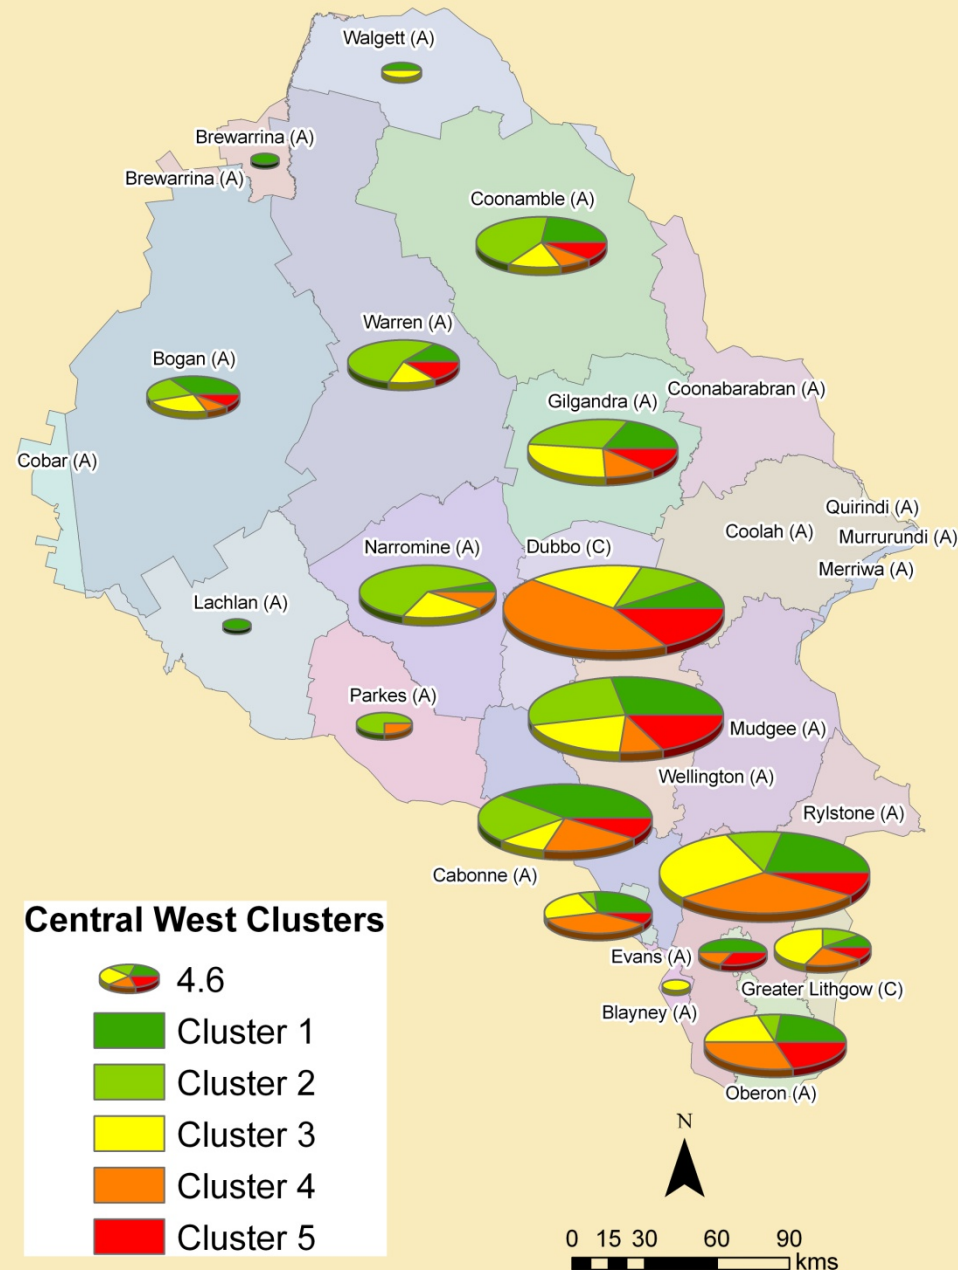 Walgett (A)
Brewarrina (A)
Brewarrina (A)
Coonamble (A)
Warren (A)
Bogan (A)
Coonabarabran (A)
Gilgandra (A)
Cobar (A)
Quirindi (A)
Coolah (A)
Murrurundi (A)
Narromine (A)
Dubbo (C)
Merriwa (A)
Lachlan (A)
Parkes (A)
Mudgee (A)
Wellington (A)
Rylstone (A)
Cabonne (A)
Evans (A)
Greater Lithgow (C)
Blayney (A)
Oberon (A)
Central West Clusters
4.6
Cluster 1
Cluster 2
Cluster 3
Cluster 4
Cluster 5
N
0 15 30 60 90
kms